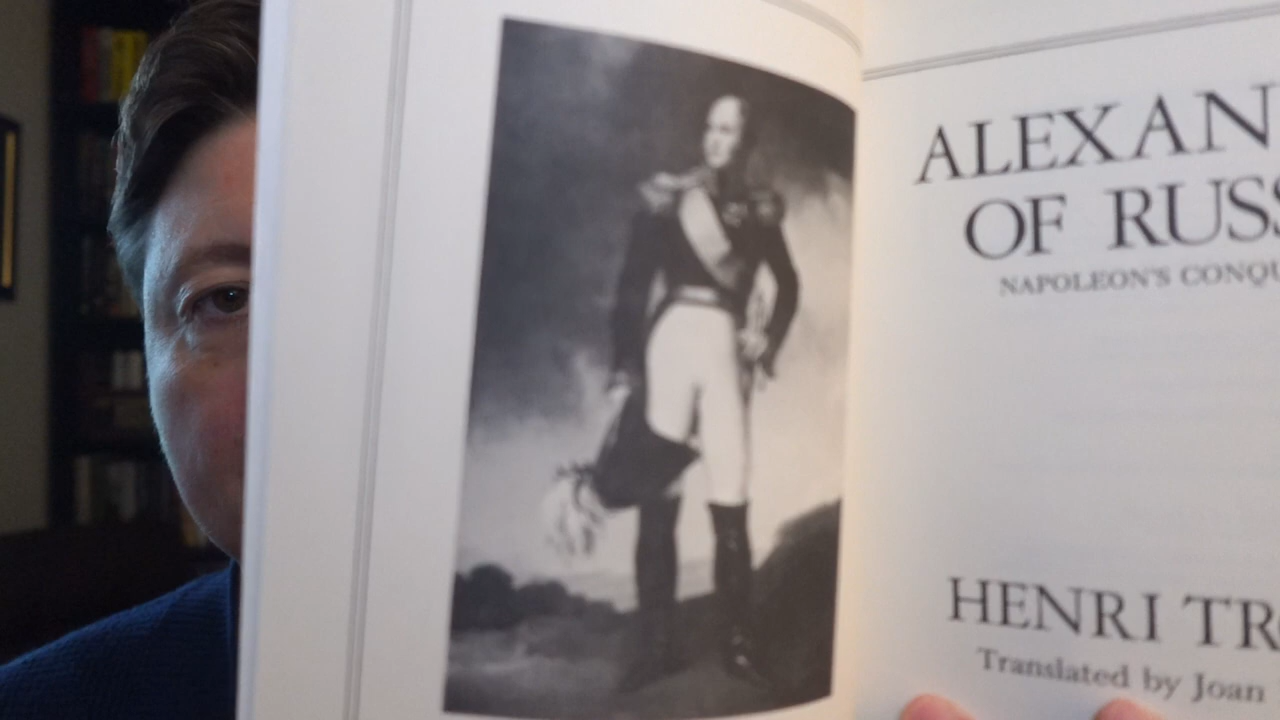 ALEXAN
OF RUSS
NAPOLEON'S CONQU
HENRI TR
Translated by Joan